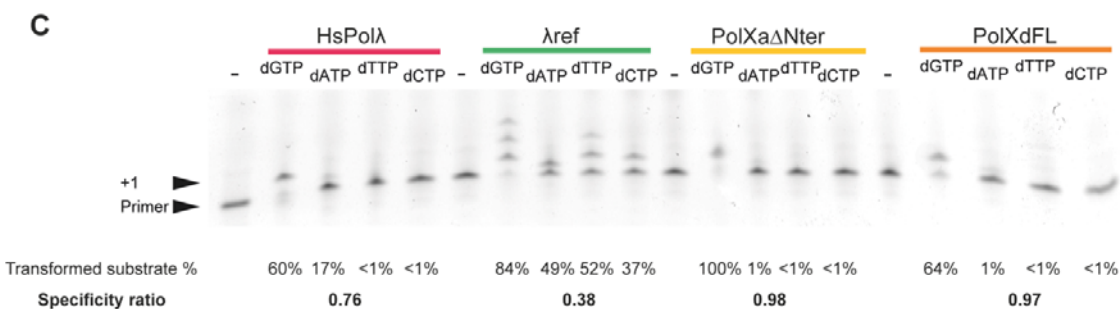 C
HsPolλ λref PolXaΔNter PolXdFL
- dGTP dATP dTTP dCTP - dGTP dATP dTTP dCTP - dGTP dATP dTTP dCTP - dGTP dATP dTTP dCTP
+1
Primer
Transformed substrate % 60% 17% <1% <1% 84% 49% 52% 37% 100% 1% <1% <1% 64% 1% <1% <1%
Specificity ratio 0.76 0.38 0.98 0.97